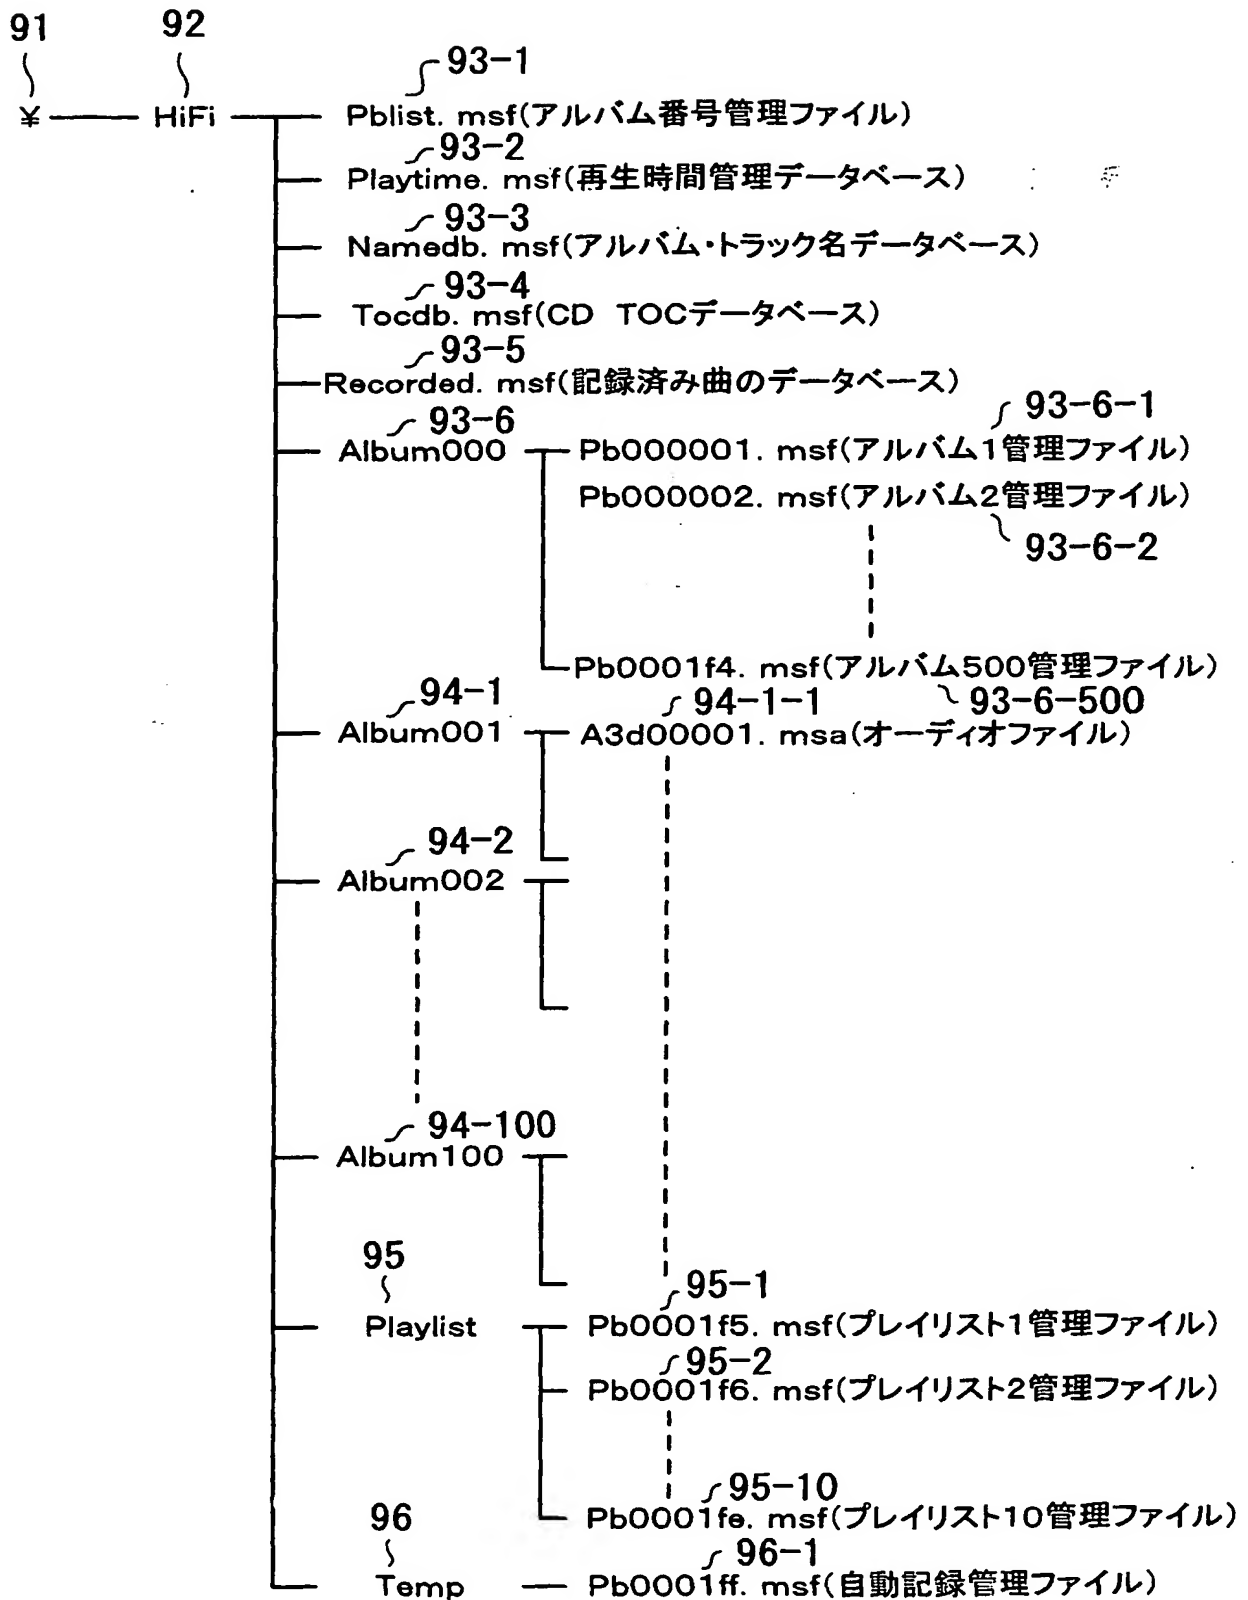 91 92
93-1
¥ HiFi Pblist. msf(アルバム番号管理ファイル)
93-2
Playtime. msf(再生時間管理データベース)
93-3
Namedb. msf(アルバム・トラック名データベース)
93-4
Tocdb. msf(CD TOCデータベース)
93-5
Recorded. msf(記録済み曲のデータベース)
93-6 93-6-1
Album000 Pb000001. msf(アルバム1管理ファイル)
Pb000002. msf(アルバム2管理ファイル)
93-6-2
Pb0001f4. msf(アルバム500管理ファイル)
94-1 94-1-1 93-6-500
Album001 A3d00001. msa(オーディオファイル)
94-2
Album002
94-100
Album100
95 95-1
Playlist Pb0001f5. msf(プレイリスト1管理ファイル)
95-2
Pb0001f6. msf(プレイリスト2管理ファイル)
95-10
Pb0001fe. msf(プレイリスト10管理ファイル)
96 96-1
Temp Pb0001ff. msf(自動記録管理ファイル)